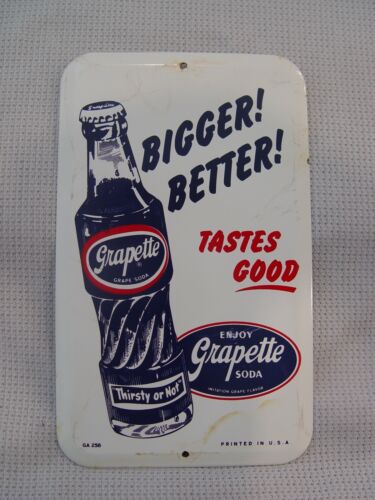 BIGGER!
BETTER!
TASTES
GOOD
Grapette
GRAPE SODA
Thirsty or Not
ENJOY
Grapette
SODA
IMITATION GRAPE FLAVOR
GA 258
PRINTED IN U.S.A.